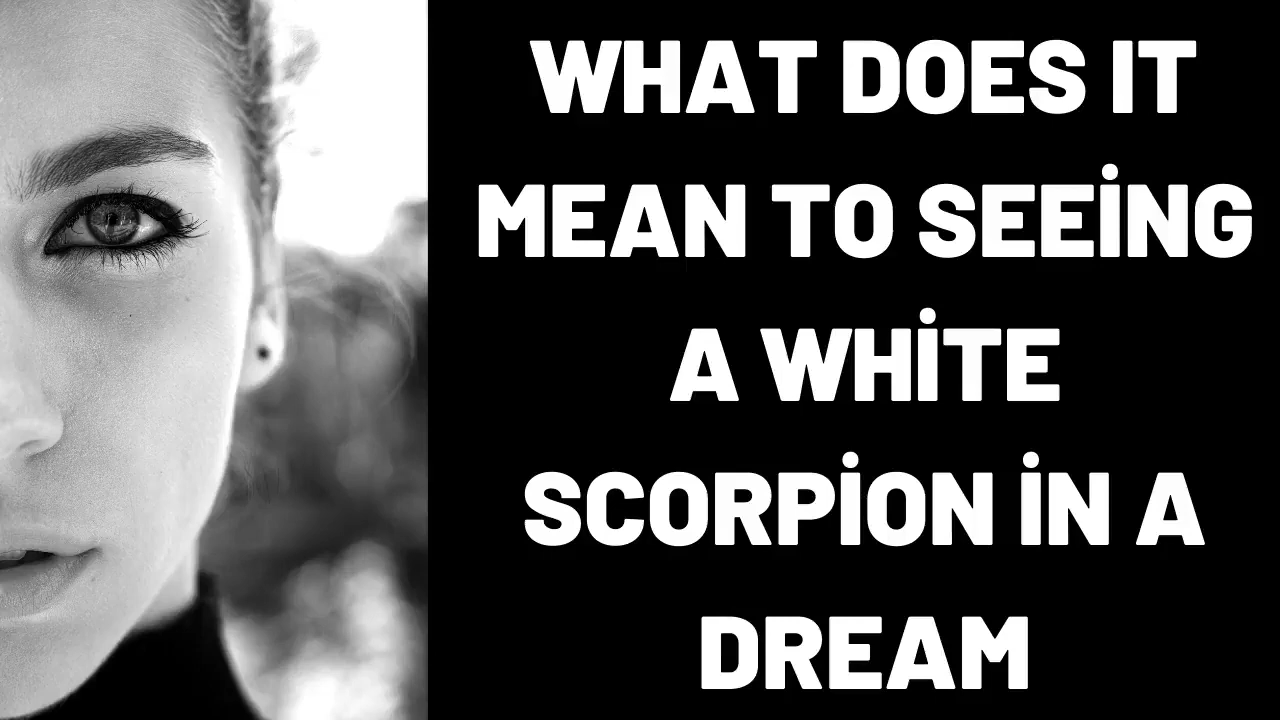 WHAT DOES IT
MEAN TO SEEİNG
A WHİTE
SCORPİON İN A
DREAM